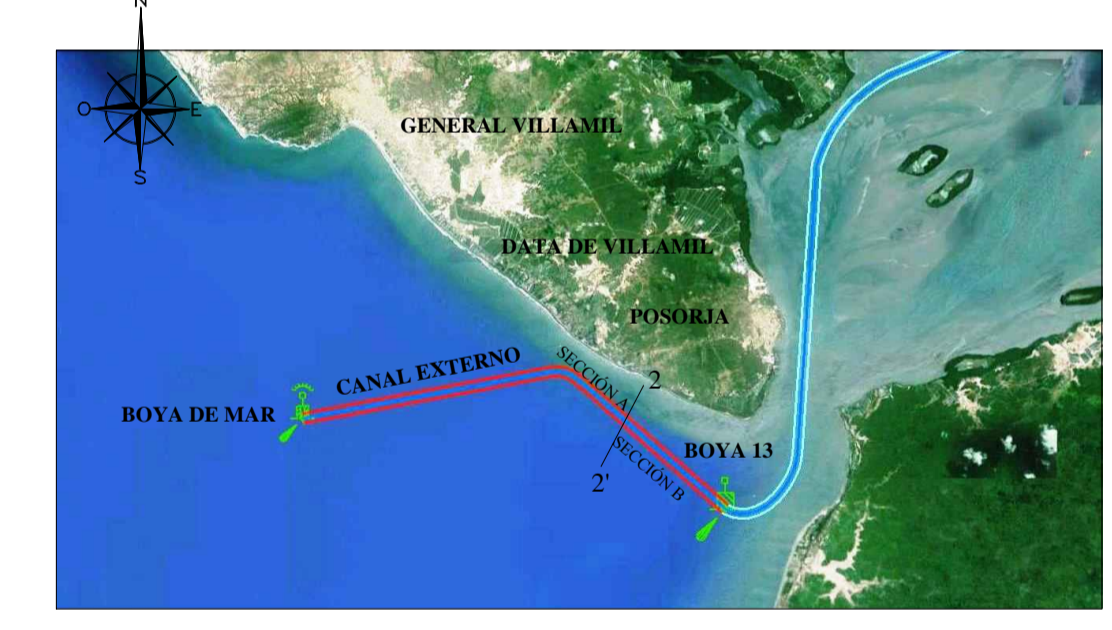 N
O
E
S
GENERAL VILLAMIL
DATA DE VILLAMIL
POSORJA
CANAL EXTERNO
SECCIÓN A
2
BOYA DE MAR
BOYA 13
SECCIÓN B
2'